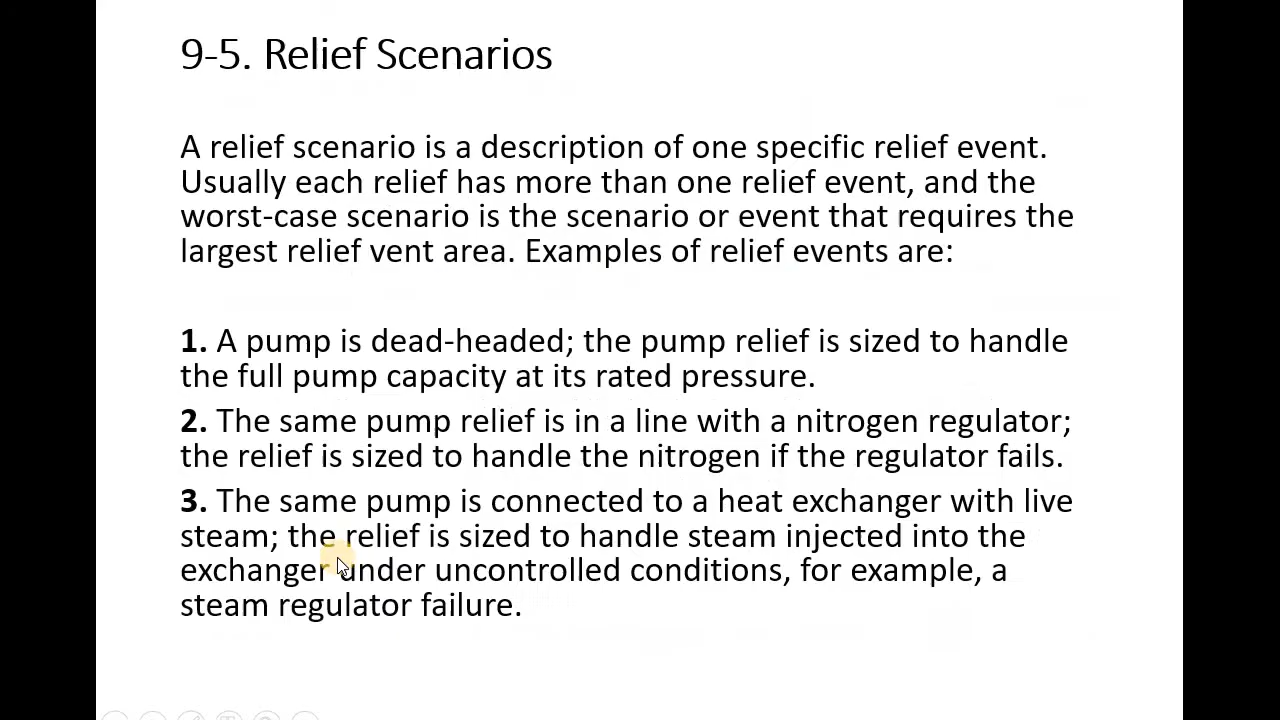 9-5. Relief Scenarios
A relief scenario is a description of one specific relief event.
Usually each relief has more than one relief event, and the
worst-case scenario is the scenario or event that requires the
largest relief vent area. Examples of relief events are:
1. A pump is dead-headed; the pump relief is sized to handle
the full pump capacity at its rated pressure.
2. The same pump relief is in a line with a nitrogen regulator;
the relief is sized to handle the nitrogen if the regulator fails.
3. The same pump is connected to a heat exchanger with live
steam; the relief is sized to handle steam injected into the
exchanger under uncontrolled conditions, for example, a
steam regulator failure.